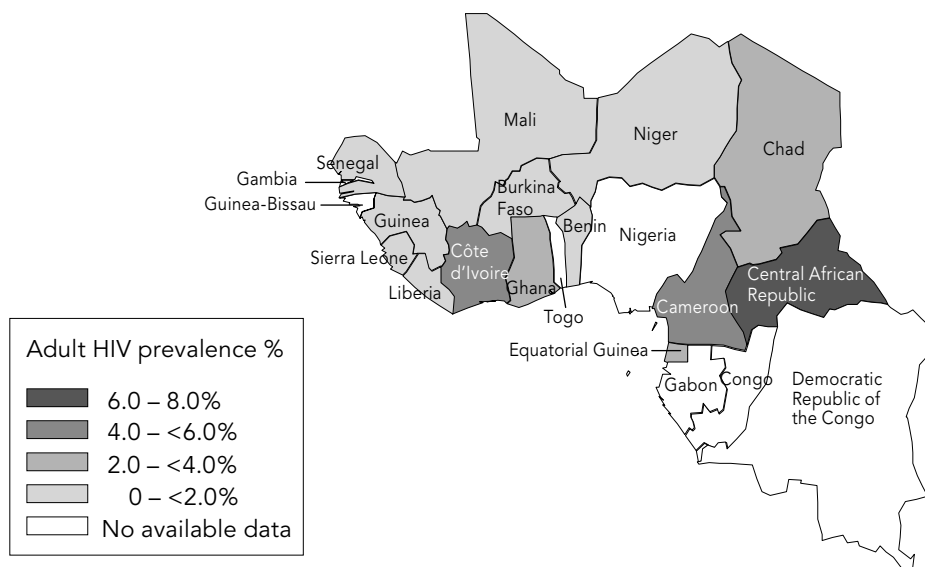 Mali
Niger
Chad
Senegal
Gambia
Guinea-Bissau
Burkina
Faso
Guinea
Benin
Nigeria
Sierra Leone
Côte
d'Ivoire
Liberia
Ghana
Togo
Central African
Republic
Cameroon
Equatorial Guinea
Gabon
Congo
Democratic
Republic of
the Congo
Adult HIV prevalence %
6.0 – 8.0%
4.0 – <6.0%
2.0 – <4.0%
0 – <2.0%
No available data